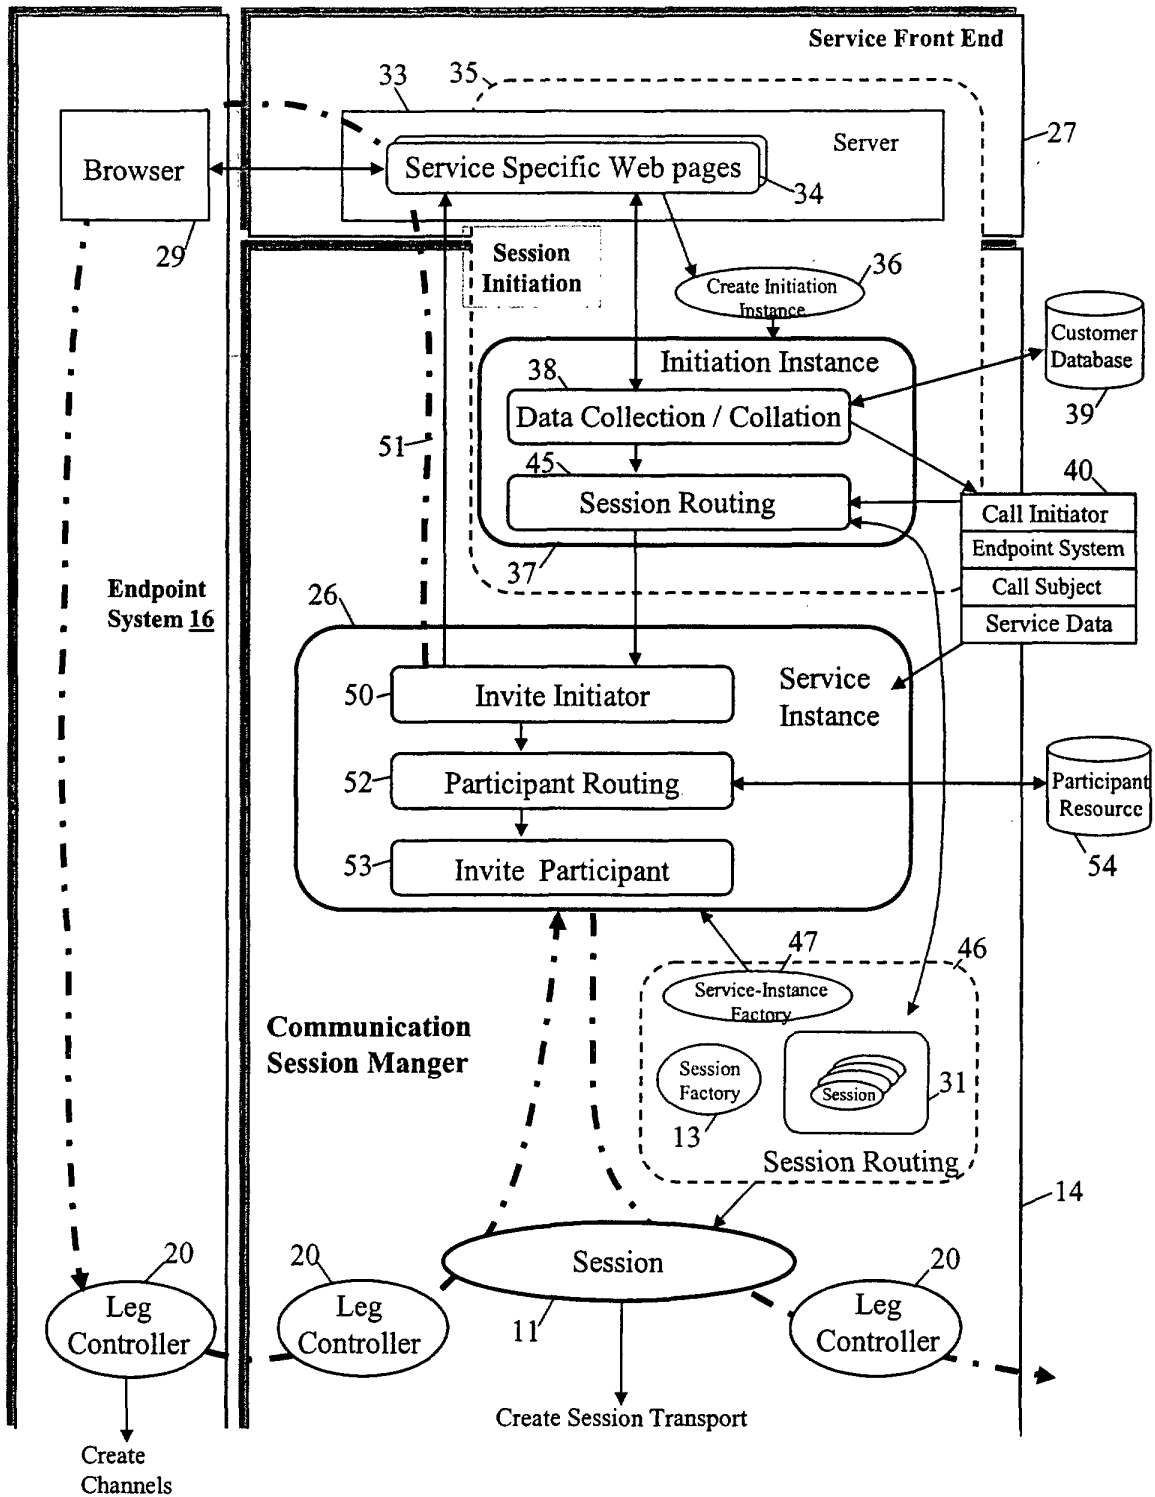 Service Front End
33
35
27
Browser
Server
Service Specific Web pages
34
29
Session
Initiation
36
Create Initiation
Instance
Customer
Database
39
Initiation Instance
38
Data Collection / Collation
51
45
Session Routing
40
Call Initiator
Endpoint System
Call Subject
Service Data
37
Endpoint
System 16
26
50
Invite Initiator
Service
Instance
52
Participant Routing
Participant
Resource
54
53
Invite Participant
47
46
Service-Instance
Factory
Communication
Session Manger
Session
Factory
13
Session
31
Session Routing
14
20
Leg
Controller
20
Leg
Controller
Session
11
20
Leg
Controller
Create Session Transport
Create
Channels